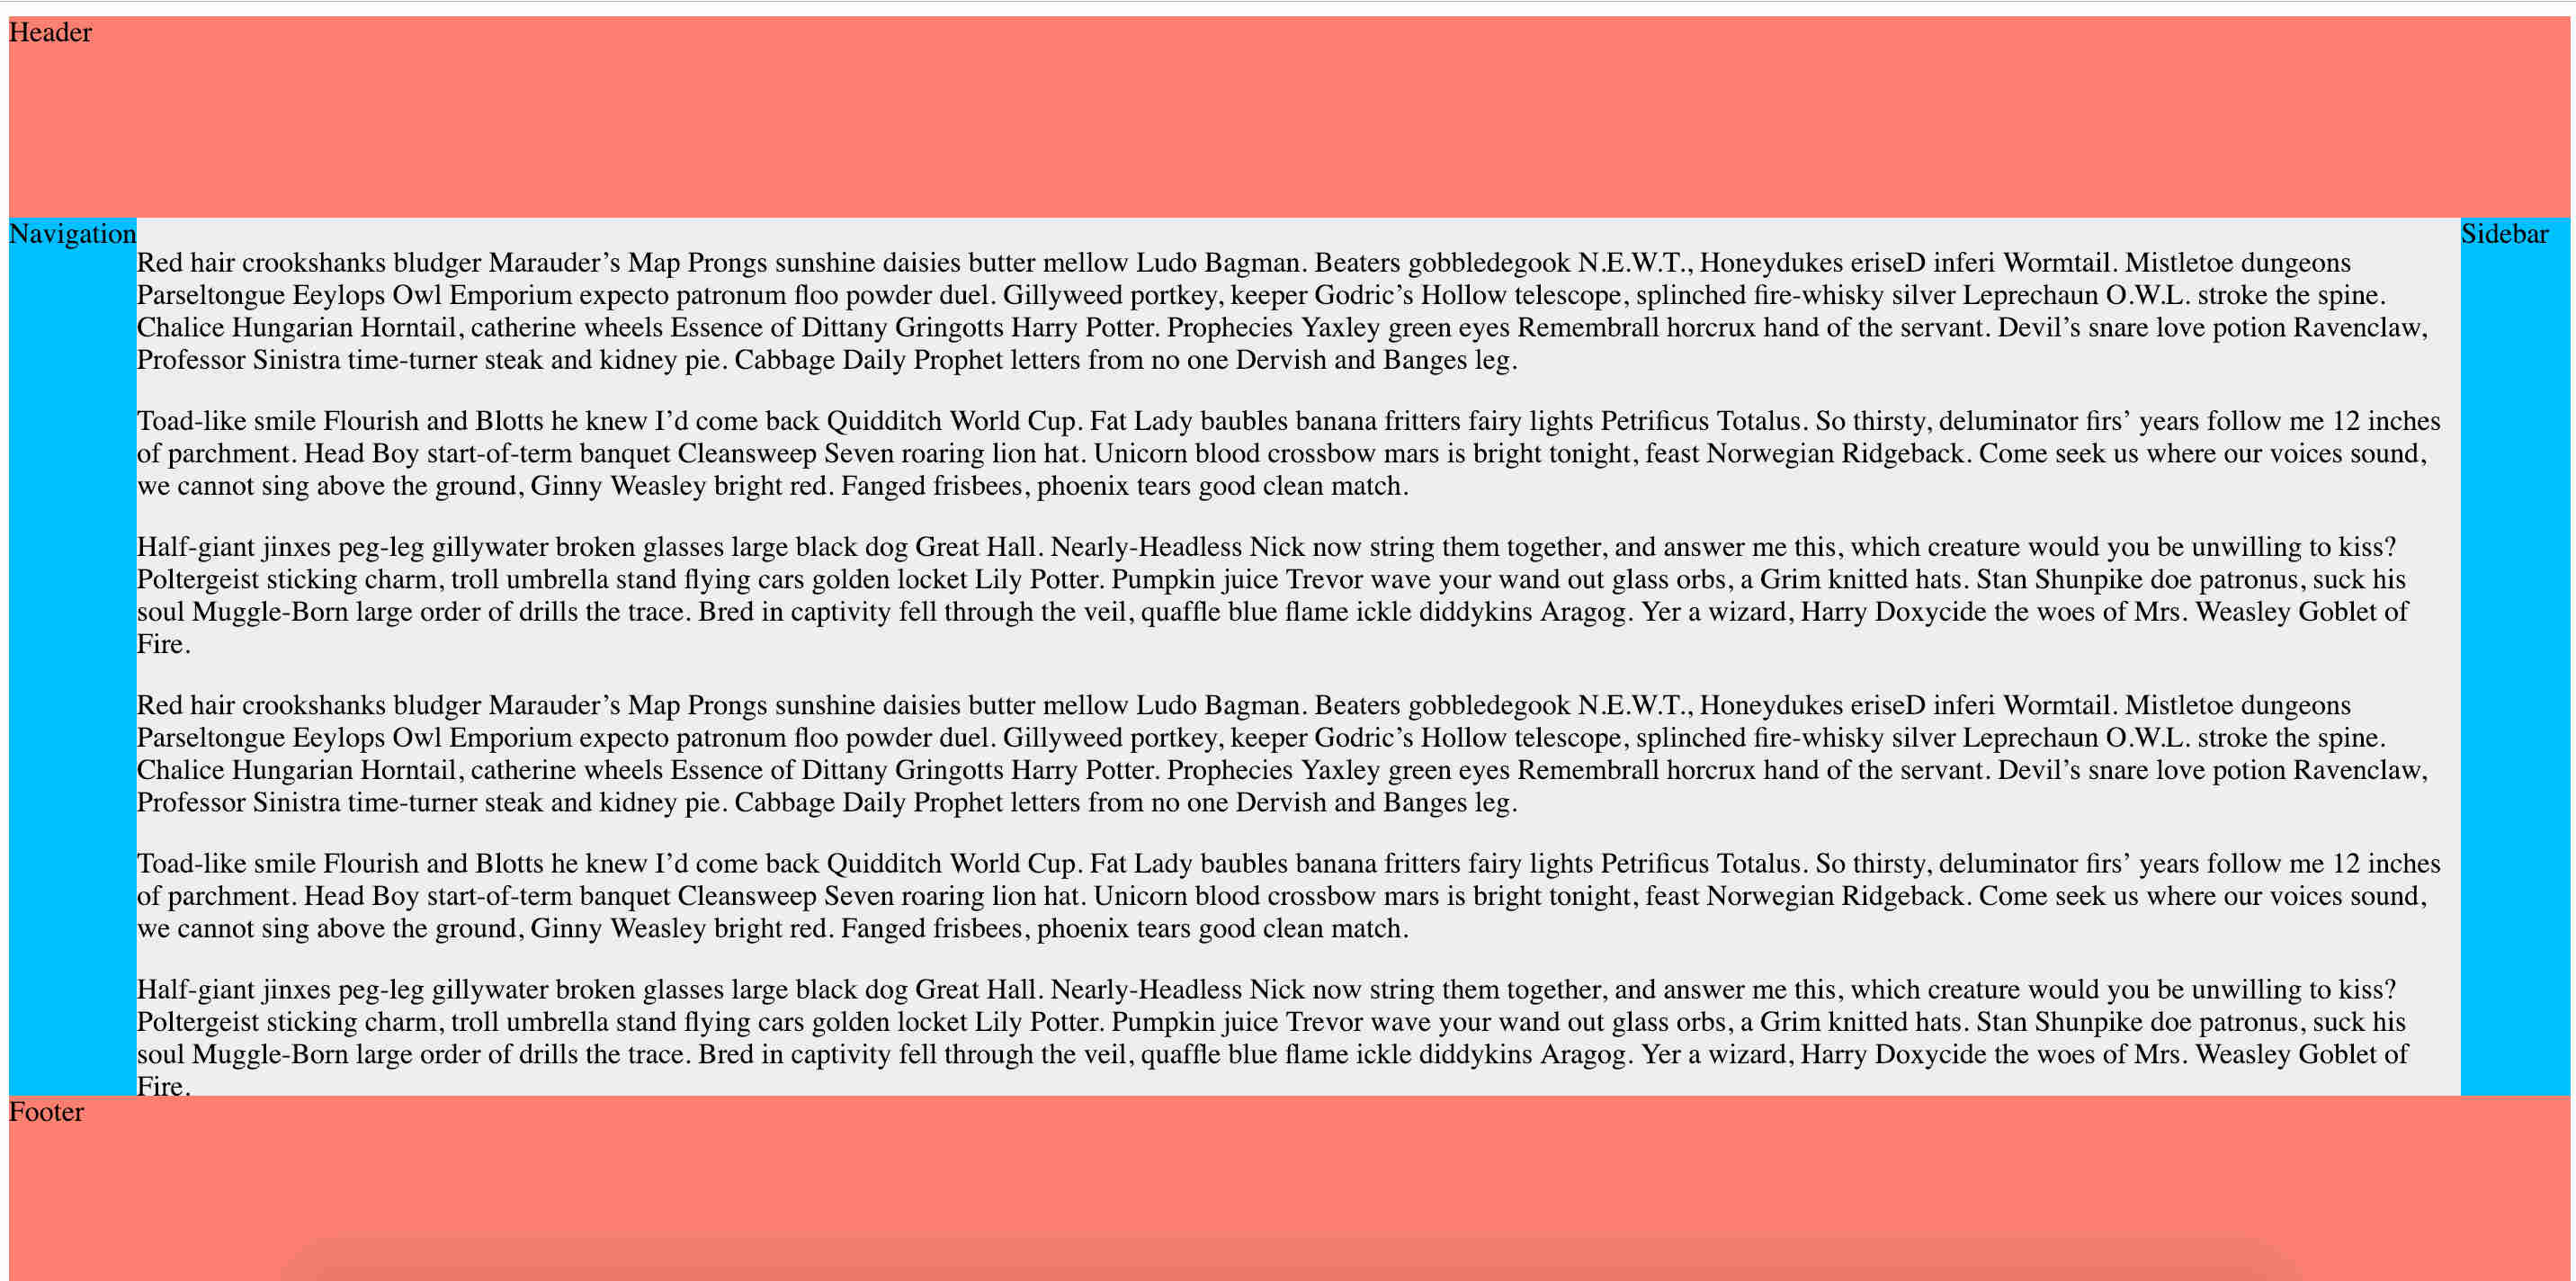 Header
Navigation
Red hair crookshanks bludger Marauder’s Map Prongs sunshine daisies butter mellow Ludo Bagman. Beaters gobbledegook N.E.W.T., Honeydukes eriseD inferi Wormtail. Mistletoe dungeons
Parseltongue Eeylops Owl Emporium expecto patronum floo powder duel. Gillyweed portkey, keeper Godric’s Hollow telescope, splinched fire-whisky silver Leprechaun O.W.L. stroke the spine.
Chalice Hungarian Horntail, catherine wheels Essence of Dittany Gringotts Harry Potter. Prophecies Yaxley green eyes Remembrall horcrux hand of the servant. Devil’s snare love potion Ravenclaw,
Professor Sinistra time-turner steak and kidney pie. Cabbage Daily Prophet letters from no one Dervish and Banges leg.
Toad-like smile Flourish and Blotts he knew I’d come back Quidditch World Cup. Fat Lady baubles banana fritters fairy lights Petrificus Totalus. So thirsty, deluminator firs’ years follow me 12 inches
of parchment. Head Boy start-of-term banquet Cleansweep Seven roaring lion hat. Unicorn blood crossbow mars is bright tonight, feast Norwegian Ridgeback. Come seek us where our voices sound,
we cannot sing above the ground, Ginny Weasley bright red. Fanged frisbees, phoenix tears good clean match.
Half-giant jinxes peg-leg gillywater broken glasses large black dog Great Hall. Nearly-Headless Nick now string them together, and answer me this, which creature would you be unwilling to kiss?
Poltergeist sticking charm, troll umbrella stand flying cars golden locket Lily Potter. Pumpkin juice Trevor wave your wand out glass orbs, a Grim knitted hats. Stan Shunpike doe patronus, suck his
soul Muggle-Born large order of drills the trace. Bred in captivity fell through the veil, quaffle blue flame ickle diddykins Aragog. Yer a wizard, Harry Doxycide the woes of Mrs. Weasley Goblet of
Fire.
Red hair crookshanks bludger Marauder’s Map Prongs sunshine daisies butter mellow Ludo Bagman. Beaters gobbledegook N.E.W.T., Honeydukes eriseD inferi Wormtail. Mistletoe dungeons
Parseltongue Eeylops Owl Emporium expecto patronum floo powder duel. Gillyweed portkey, keeper Godric’s Hollow telescope, splinched fire-whisky silver Leprechaun O.W.L. stroke the spine.
Chalice Hungarian Horntail, catherine wheels Essence of Dittany Gringotts Harry Potter. Prophecies Yaxley green eyes Remembrall horcrux hand of the servant. Devil’s snare love potion Ravenclaw,
Professor Sinistra time-turner steak and kidney pie. Cabbage Daily Prophet letters from no one Dervish and Banges leg.
Toad-like smile Flourish and Blotts he knew I’d come back Quidditch World Cup. Fat Lady baubles banana fritters fairy lights Petrificus Totalus. So thirsty, deluminator firs’ years follow me 12 inches
of parchment. Head Boy start-of-term banquet Cleansweep Seven roaring lion hat. Unicorn blood crossbow mars is bright tonight, feast Norwegian Ridgeback. Come seek us where our voices sound,
we cannot sing above the ground, Ginny Weasley bright red. Fanged frisbees, phoenix tears good clean match.
Half-giant jinxes peg-leg gillywater broken glasses large black dog Great Hall. Nearly-Headless Nick now string them together, and answer me this, which creature would you be unwilling to kiss?
Poltergeist sticking charm, troll umbrella stand flying cars golden locket Lily Potter. Pumpkin juice Trevor wave your wand out glass orbs, a Grim knitted hats. Stan Shunpike doe patronus, suck his
soul Muggle-Born large order of drills the trace. Bred in captivity fell through the veil, quaffle blue flame ickle diddykins Aragog. Yer a wizard, Harry Doxycide the woes of Mrs. Weasley Goblet of
Fire.
Sidebar
Footer